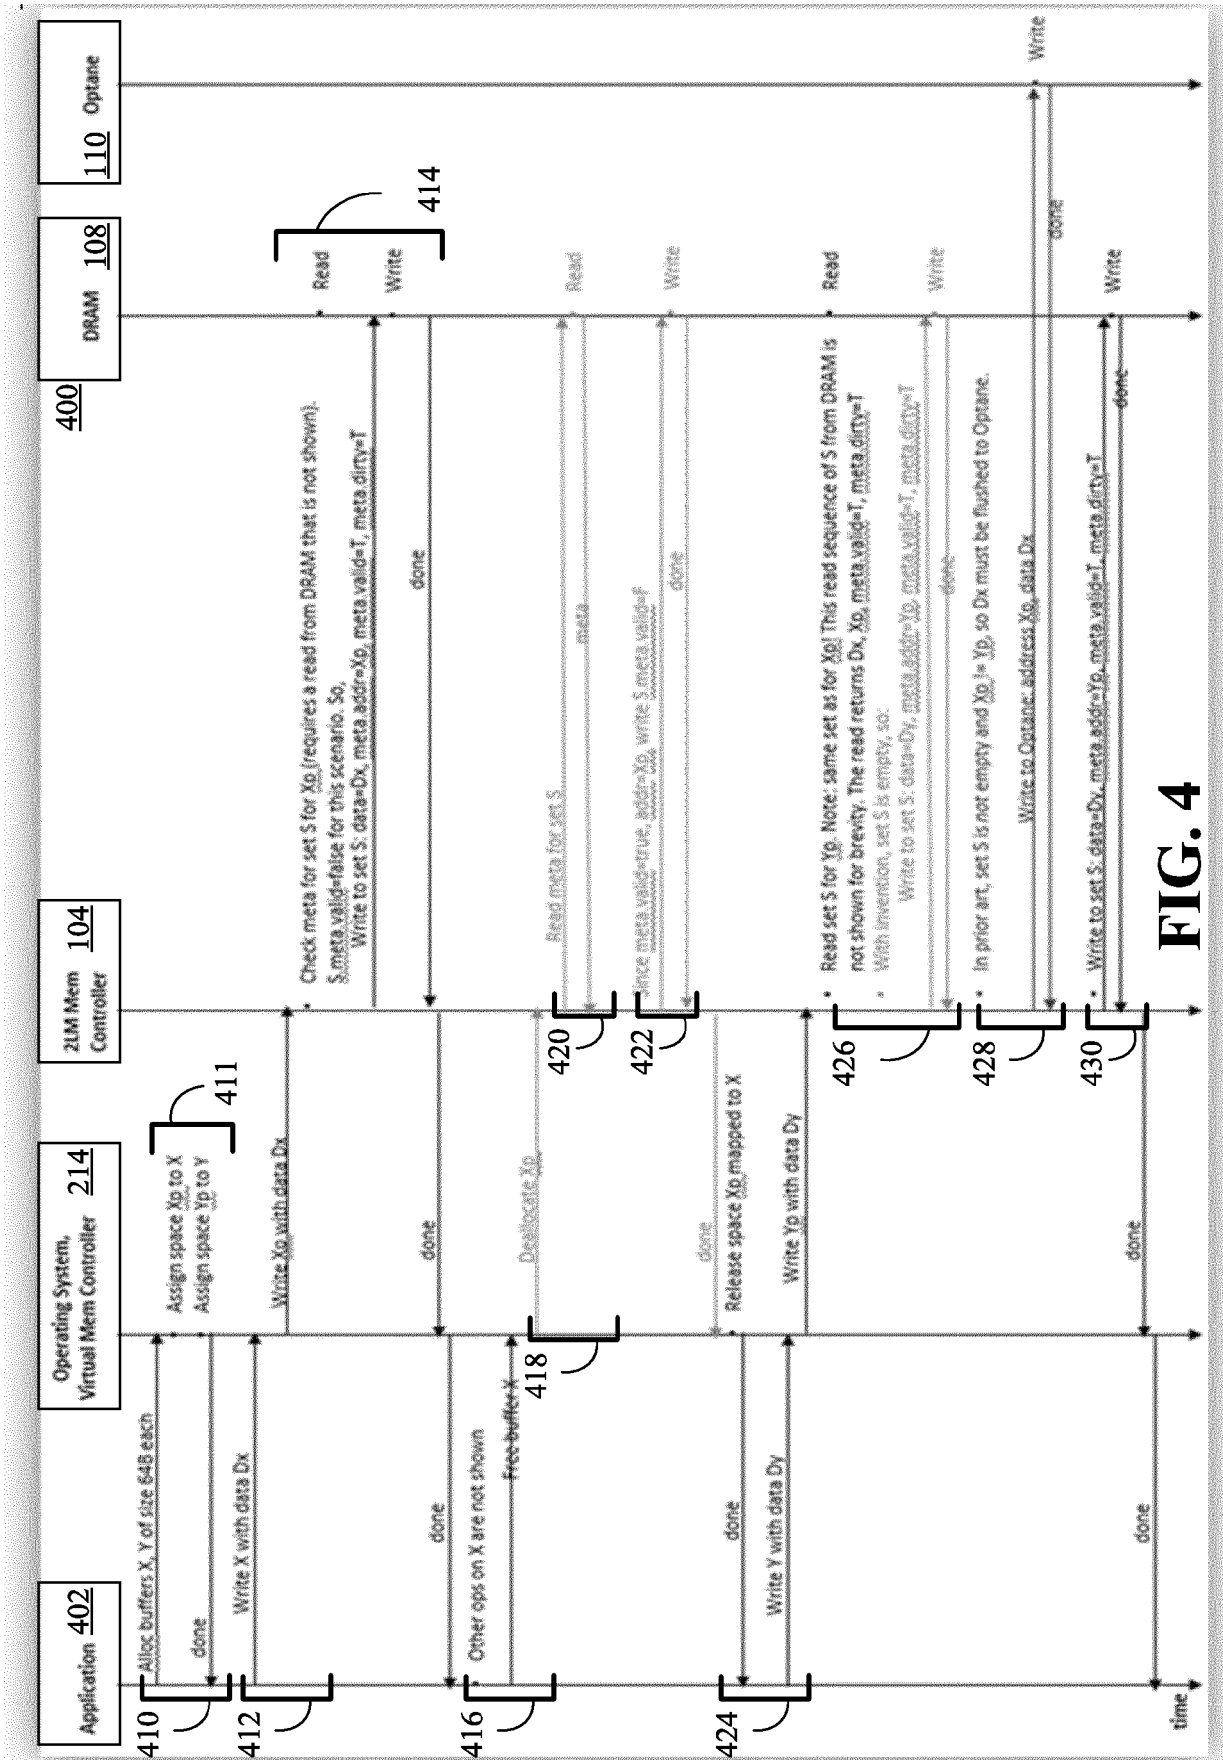 400
Application 402
Operating System,
Virtual Mem Controller 214
2LM Mem
Controller 104
DRAM 108
Optane
110
410
Alloc buffers X, Y of size 64B each
Assign space Xp to X
Assign space Yp to Y
411
done
412
Write X with data Dx
Write Xp with data Dx
• Check meta for set S for Xp (requires a read from DRAM that is not shown).
S.meta.valid=false for this scenario. So,
Write to set S: data=Dx, meta.addr=Xp, meta.valid=T, meta.dirty=T
Read
Write
414
done
done
done
416
• Other ops on X are not shown
Free buffer X
418
Deallocate Xp
420
Read meta for set S
Read
meta
422
Since meta.valid=true, addr=Xp, write S.meta.valid=F
Write
done
done
• Release space Xp mapped to X
done
424
Write Y with data Dy
Write Yp with data Dy
426
• Read set S for Yp. Note: same set as for Xp! This read sequence of S from DRAM is
not shown for brevity. The read returns Dx, Xp, meta.valid=T, meta.dirty=T
Read
• With invention, set S is empty, so:
Write to set S: data=Dy, meta.addr=Xp, meta.valid=T, meta.dirty=T
Write
done
428
• In prior art, set S is not empty and Xp != Yp, so Dx must be flushed to Optane.
Write to Optane: address Xp, data Dx
Write
done
430
• Write to set S: data=Dy, meta.addr=Yp, meta.valid=T, meta.dirty=T
Write
done
done
done
time
FIG. 4